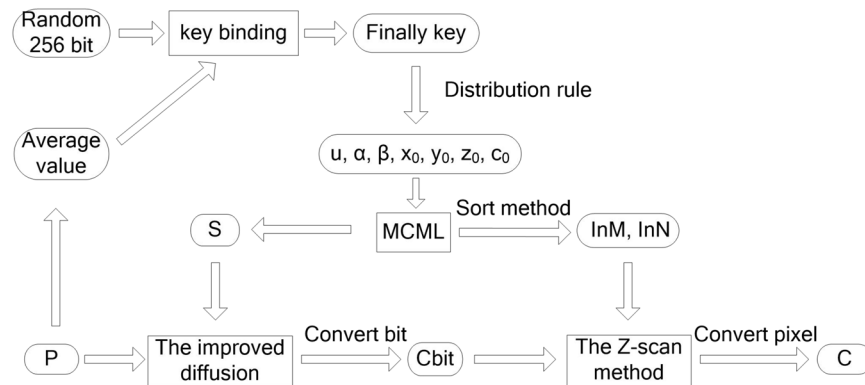 Random
256 bit
key binding
Finally key
Distribution rule
Average
value
u, α, β, x₀, y₀, z₀, c₀
Sort method
S
MCML
InM, InN
Convert bit
Convert pixel
P
The improved
diffusion
Cbit
The Z-scan
method
C